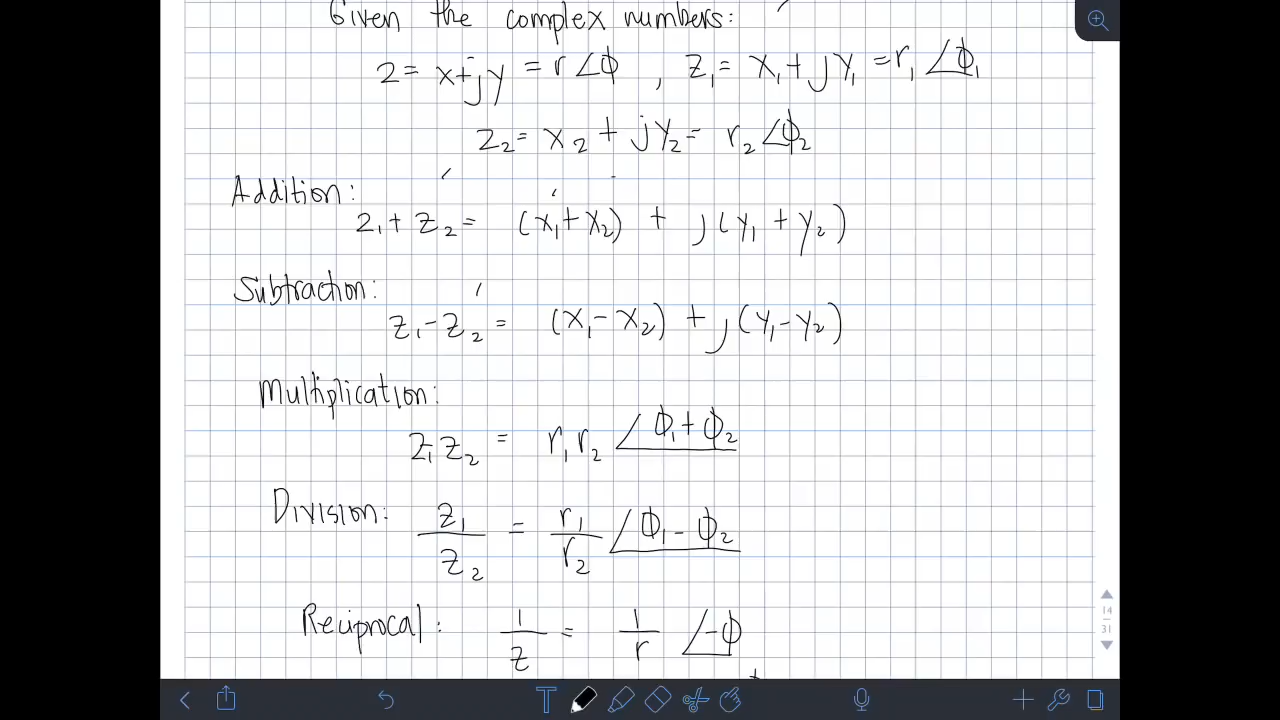 Given the complex numbers:
z = x+jy = r∠ϕ , z₁ = x₁ + jy₁ = r₁ ∠ϕ₁
z₂ = x₂ + jy₂ = r₂ ∠ϕ₂
Addition:
z₁ + z₂ = (x₁ + x₂) + j(y₁ + y₂)
Subtraction:
z₁ - z₂ = (x₁ - x₂) + j(y₁ - y₂)
Multiplication:
z₁z₂ = r₁r₂ ∠ϕ₁ + ϕ₂
Division: z₁/z₂ = r₁/r₂ ∠ϕ₁ - ϕ₂
Reciprocal: 1/z = 1/r ∠-ϕ
14
31
T